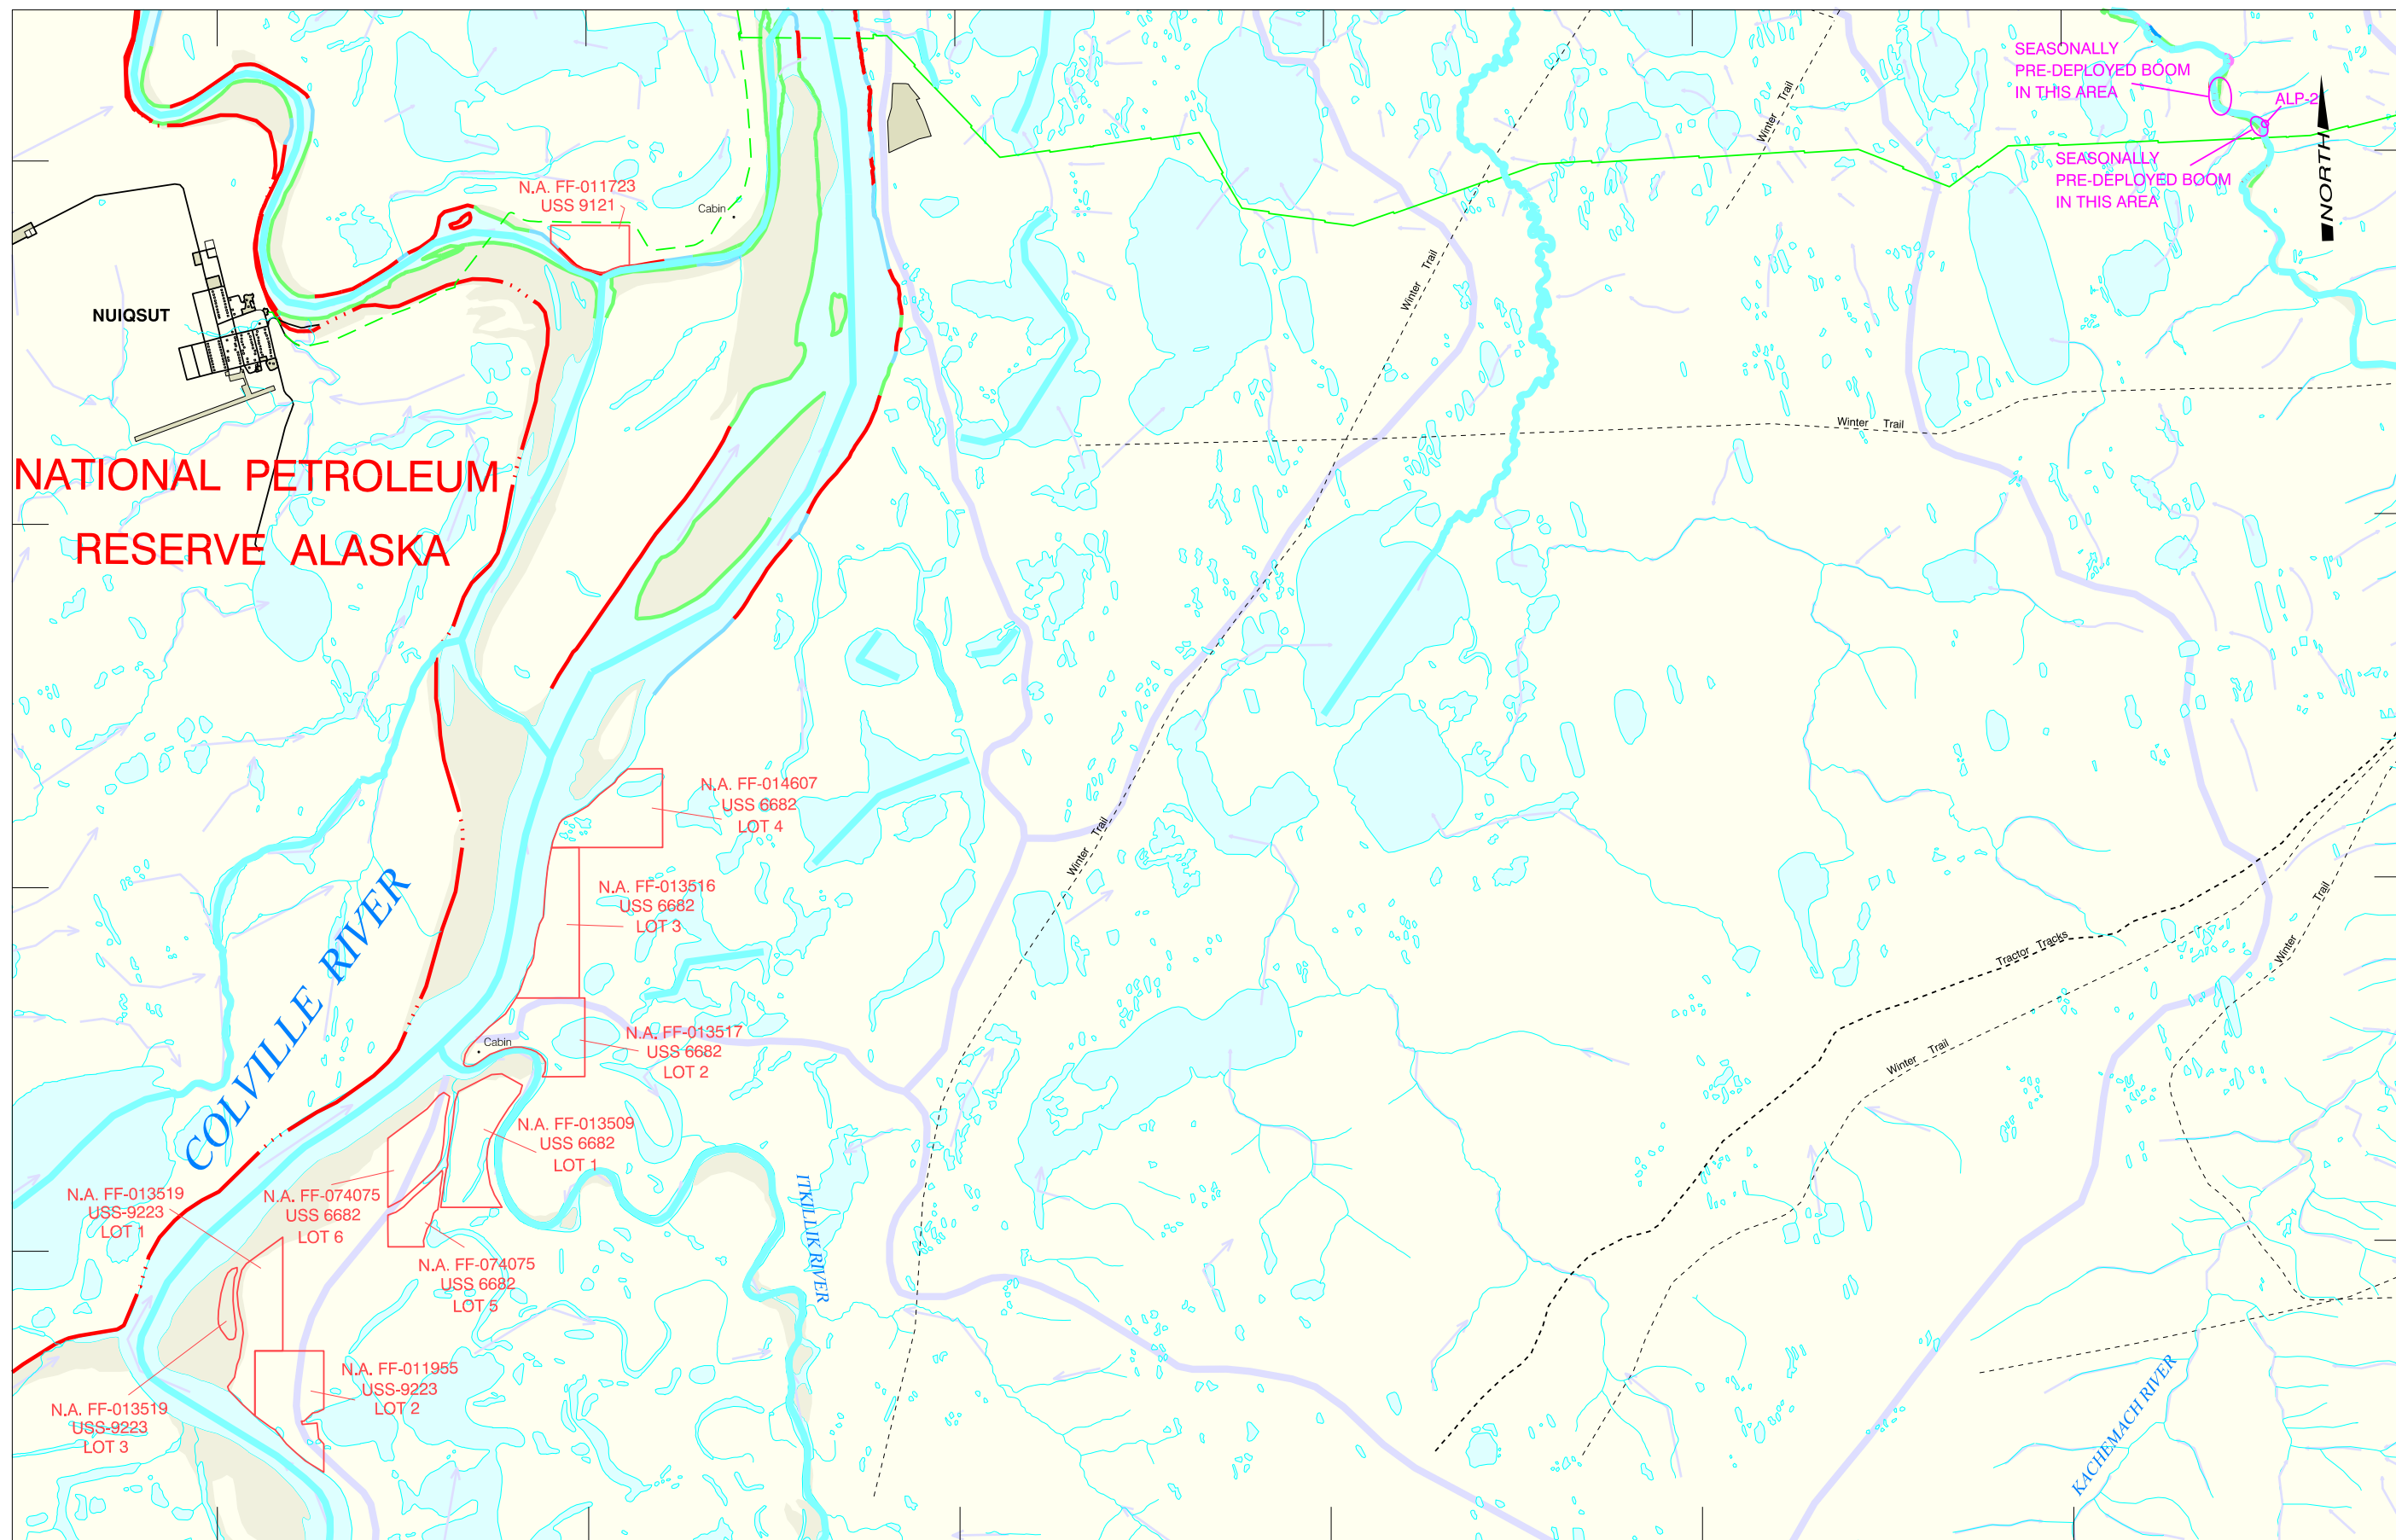 SEASONALLY
PRE-DEPLOYED BOOM
IN THIS AREA
ALP-2
NORTH
SEASONALLY
PRE-DEPLOYED BOOM
IN THIS AREA
Winter Trail
N.A. FF-011723
USS 9121
Cabin
Winter Trail
NUIQSUT
Winter Trail
NATIONAL PETROLEUM
RESERVE ALASKA
N.A. FF-014607
USS 6682
LOT 4
Winter Trail
N.A. FF-013516
USS 6682
LOT 3
COLVILLE RIVER
Tractor Tracks
Winter Trail
Winter Trail
Cabin
N.A. FF-013517
USS 6682
LOT 2
N.A. FF-013509
USS 6682
LOT 1
N.A. FF-013519
USS-9223
LOT 1
N.A. FF-074075
USS 6682
LOT 6
ITKILLIK RIVER
N.A. FF-074075
USS 6682
LOT 5
N.A. FF-011955
USS-9223
LOT 2
N.A. FF-013519
USS-9223
LOT 3
KACHEMACH RIVER